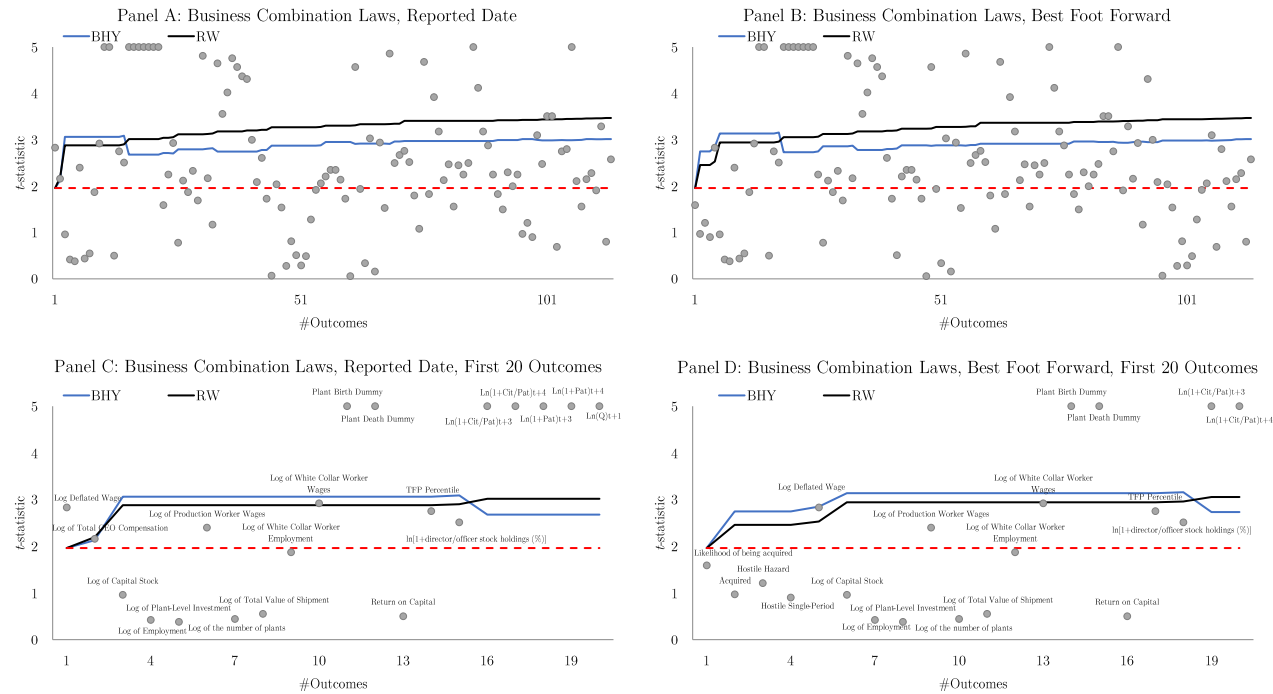 Panel A: Business Combination Laws, Reported Date
BHY RW
5
4
3
2
1
0
t-statistic
1 51 101
#Outcomes
Panel B: Business Combination Laws, Best Foot Forward
BHY RW
5
4
3
2
1
0
t-statistic
1 51 101
#Outcomes
Panel C: Business Combination Laws, Reported Date, First 20 Outcomes
BHY RW
5
4
3
2
1
0
t-statistic
Plant Birth Dummy
Plant Death Dummy
Ln(1+Cit/Pat)t+4
Ln(1+Pat)t+4
Ln(1+Cit/Pat)t+3
Ln(1+Pat)t+3
Ln(Q)t+1
Log of White Collar Worker
Wages
TFP Percentile
Log Deflated Wage
Log of Production Worker Wages
Log of Total CEO Compensation
Log of White Collar Worker
Employment
ln[1+director/officer stock holdings (%)]
Log of Capital Stock
Log of Plant-Level Investment
Log of Total Value of Shipment
Return on Capital
Log of Employment
Log of the number of plants
1 4 7 10 13 16 19
#Outcomes
Panel D: Business Combination Laws, Best Foot Forward, First 20 Outcomes
BHY RW
5
4
3
2
1
0
t-statistic
Plant Birth Dummy
Plant Death Dummy
Ln(1+Cit/Pat)t+3
Ln(1+Cit/Pat)t+4
Log of White Collar Worker
Wages
Log Deflated Wage
TFP Percentile
Log of Production Worker Wages
Log of White Collar Worker
Employment
ln[1+director/officer stock holdings (%)]
Likelihood of being acquired
Hostile Hazard
Acquired
Log of Capital Stock
Hostile Single-Period
Log of Plant-Level Investment
Log of Total Value of Shipment
Return on Capital
Log of Employment
Log of the number of plants
1 4 7 10 13 16 19
#Outcomes